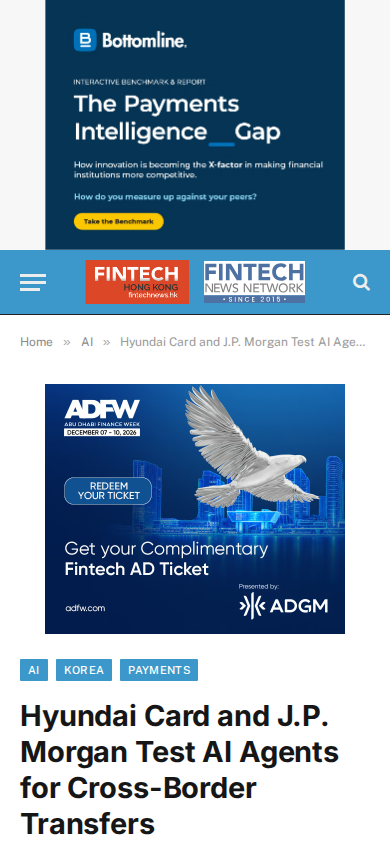 Bottomline.
INTERACTIVE BENCHMARK & REPORT
The Payments
Intelligence__Gap
How innovation is becoming the X-factor in making financial
institutions more competitive.
How do you measure up against your peers?
Take the Benchmark
FINTECH
HONG KONG
fintechnews.hk
FINTECH
NEWS NETWORK
• SINCE 2015 •
Home » AI » Hyundai Card and J.P. Morgan Test AI Age...
ADFW
ABU DHABI FINANCE WEEK
DECEMBER 07 – 10, 2026
REDEEM
YOUR TICKET
Get your Complimentary
Fintech AD Ticket
Presented by:
adfw.com
ADGM
AI
KOREA
PAYMENTS
Hyundai Card and J.P.
Morgan Test AI Agents
for Cross-Border
Transfers